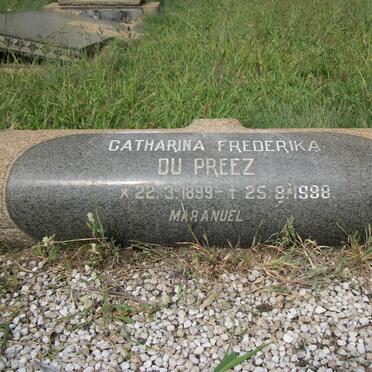 CATHARINA FREDERIKA
DU PREEZ
* 22.3.1899 - † 25.8.1988
MARANUEL